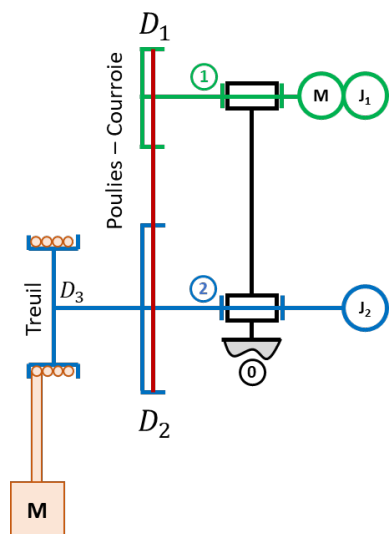 D₁
1
M
J₁
Poulies – Courroie
D₃
Treuil
2
J₂
0
D₂
M